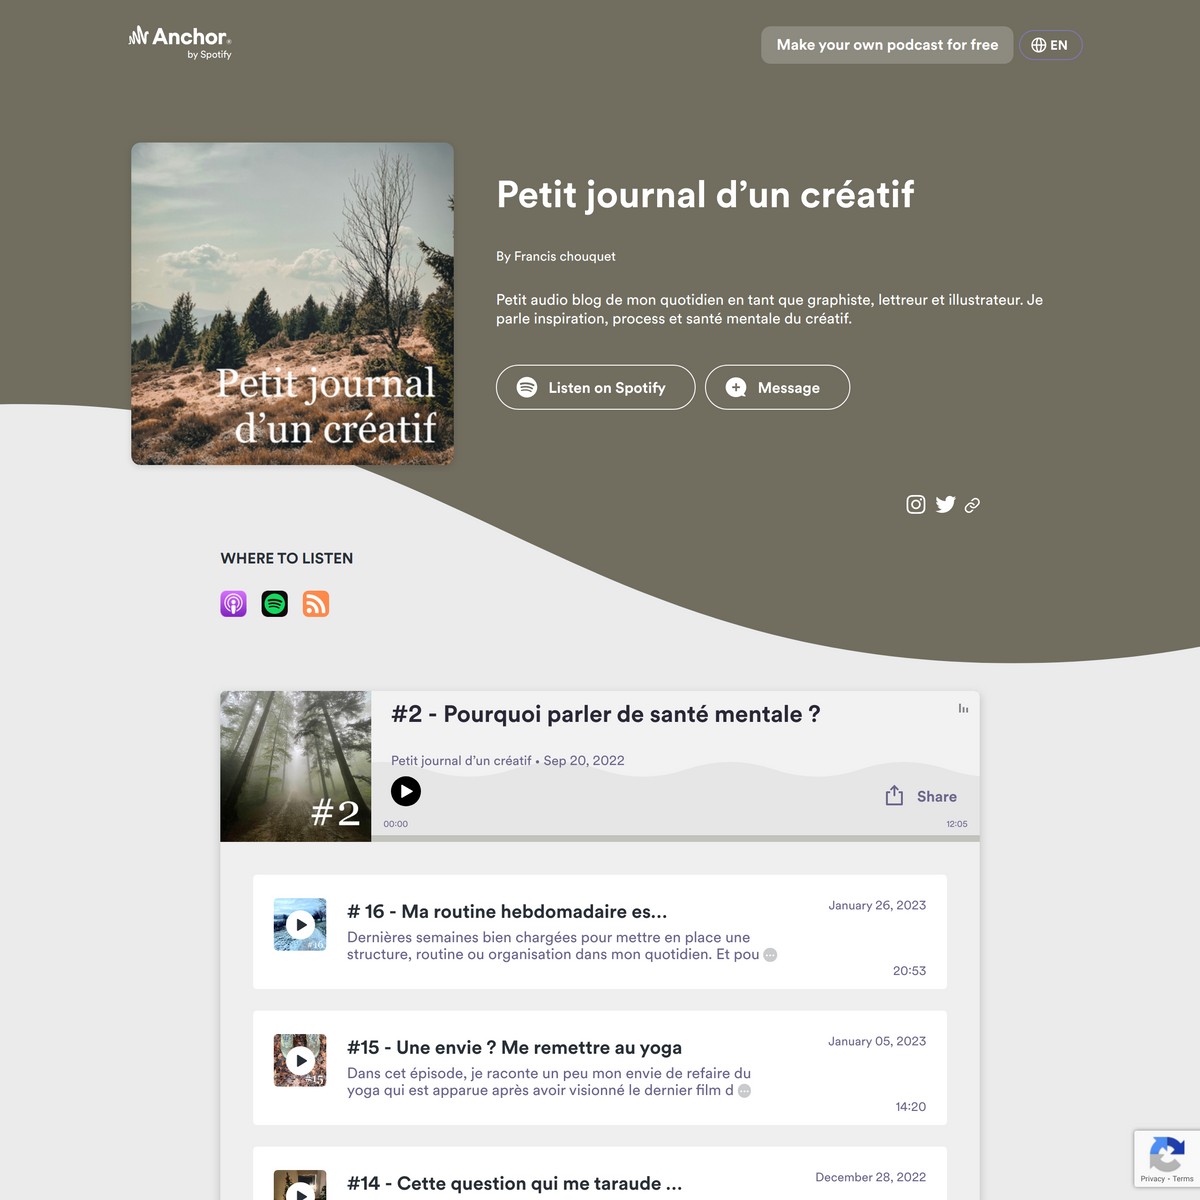 Anchor
by Spotify
Make your own podcast for free
EN
Petit journal
d’un créatif
Petit journal d’un créatif
By Francis chouquet
Petit audio blog de mon quotidien en tant que graphiste, lettreur et illustrateur. Je
parle inspiration, process et santé mentale du créatif.
Listen on Spotify
Message
WHERE TO LISTEN
#2
#2 - Pourquoi parler de santé mentale ?
Petit journal d’un créatif • Sep 20, 2022
Share
00:00
12:05
#16
# 16 - Ma routine hebdomadaire es...
January 26, 2023
Dernières semaines bien chargées pour mettre en place une
structure, routine ou organisation dans mon quotidien. Et pou
20:53
#15
#15 - Une envie ? Me remettre au yoga
January 05, 2023
Dans cet épisode, je raconte un peu mon envie de refaire du
yoga qui est apparue après avoir visionné le dernier film d
14:20
#14 - Cette question qui me taraude ...
December 28, 2022
Privacy - Terms